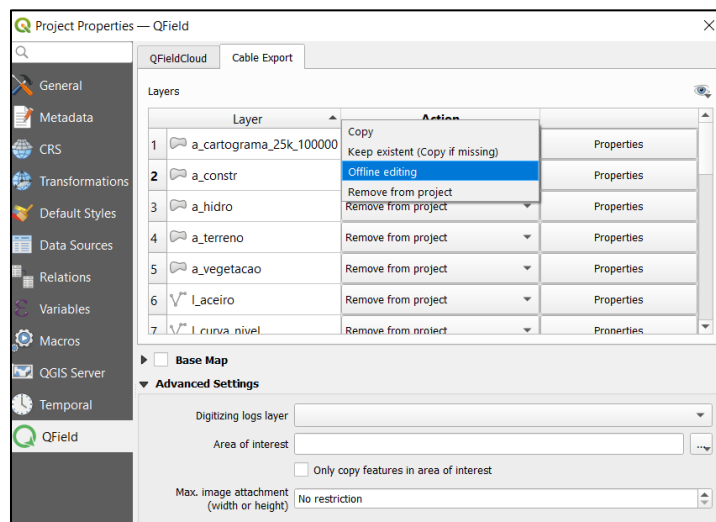 Project Properties — QField
QFieldCloud
Cable Export
General
Metadata
CRS
Transformations
Default Styles
Data Sources
Relations
Variables
Macros
QGIS Server
Temporal
QField
Layers
Layer
Action
1 a_cartograma_25k_100000 Properties
2 a_constr Properties
3 a_hidro Remove from project Properties
4 a_terreno Remove from project Properties
5 a_vegetacao Remove from project Properties
6 l_aceiro Remove from project Properties
7 l_curva_nivel Remove from project Properties
Copy
Keep existent (Copy if missing)
Offline editing
Remove from project
Base Map
Advanced Settings
Digitizing logs layer
Area of interest
...
Only copy features in area of interest
Max. image attachment
(width or height)
No restriction